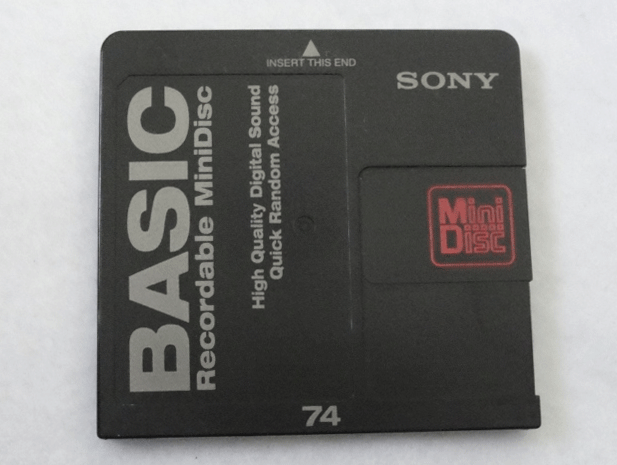 INSERT THIS END
SONY
BASIC
Recordable MiniDisc
High Quality Digital Sound
Quick Random Access
Mini
Disc
74